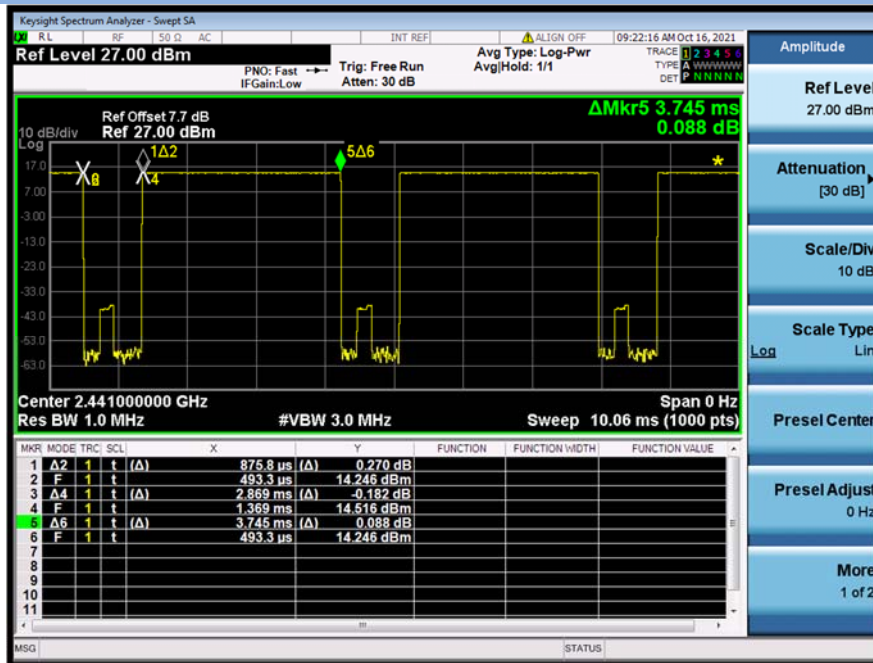 Keysight Spectrum Analyzer - Swept SA
LXI RL RF 50 Ω AC INT REF ALIGN OFF 09:22:16 AM Oct 16, 2021
Ref Level 27.00 dBm
PNO: Fast
IFGain:Low
Trig: Free Run
Atten: 30 dB
Avg Type: Log-Pwr
Avg|Hold: 1/1
TRACE 1 2 3 4 5 6
TYPE A WWWWW
DET P N N N N N
Ref Offset 7.7 dB
10 dB/div Ref 27.00 dBm
ΔMkr5 3.745 ms
0.088 dB
Log
1Δ2
5Δ6
4
*
17.0
7.00
-3.00
-13.0
-23.0
-33.0
-43.0
-53.0
-63.0
Center 2.441000000 GHz Span 0 Hz
Res BW 1.0 MHz #VBW 3.0 MHz Sweep 10.06 ms (1000 pts)
MKR MODE TRC SCL X Y FUNCTION FUNCTION WIDTH FUNCTION VALUE
1 Δ2 1 t (Δ) 875.8 µs (Δ) 0.270 dB
2 F 1 t 493.3 µs 14.246 dBm
3 Δ4 1 t (Δ) 2.869 ms (Δ) -0.182 dB
4 F 1 t 1.369 ms 14.516 dBm
5 Δ6 1 t (Δ) 3.745 ms (Δ) 0.088 dB
6 F 1 t 493.3 µs 14.246 dBm
7
8
9
10
11
MSG STATUS
Amplitude
Ref Level
27.00 dBm
Attenuation
[30 dB]
Scale/Div
10 dB
Scale Type
Log Lin
Presel Center
Presel Adjust
0 Hz
More
1 of 2